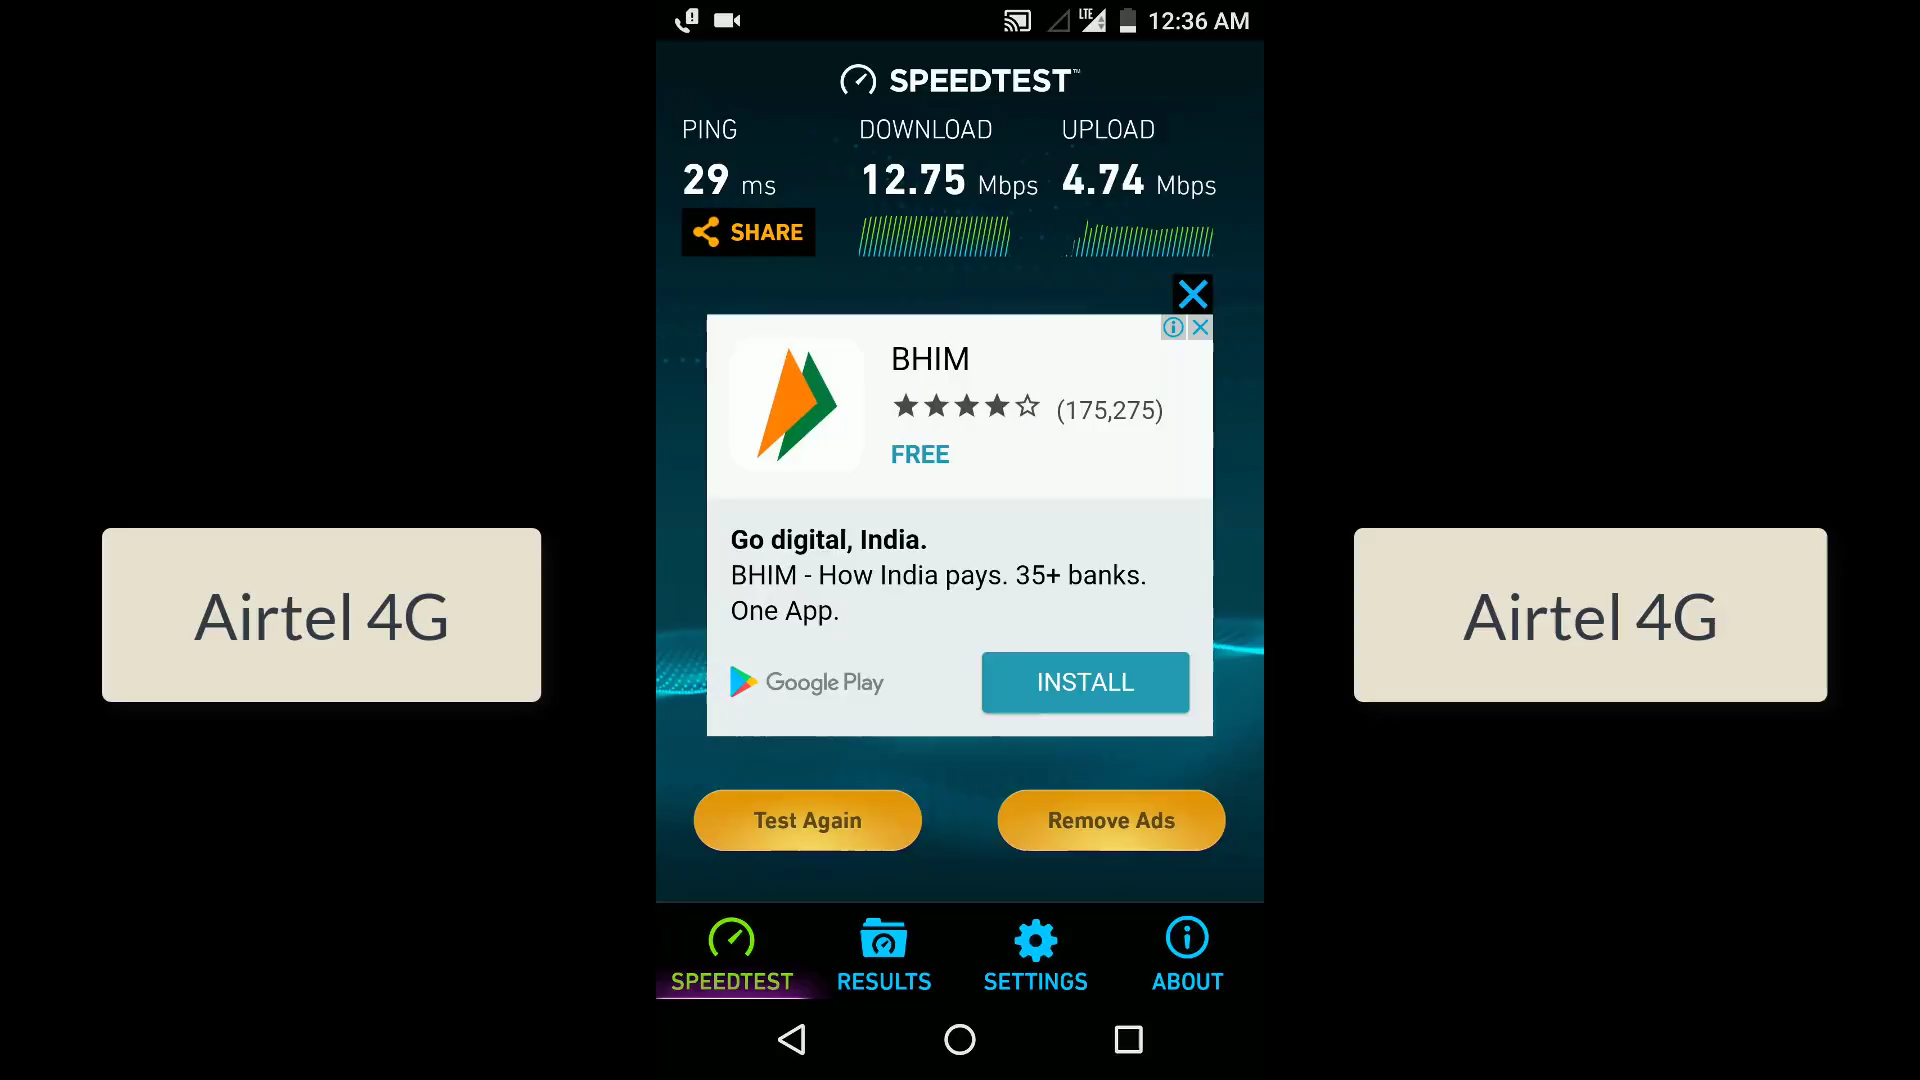 LTE 12:36 AM
SPEEDTEST™
PING DOWNLOAD UPLOAD
29 ms 12.75 Mbps 4.74 Mbps
SHARE
BHIM
(175,275)
FREE
Go digital, India.
BHIM - How India pays. 35+ banks.
One App.
Google Play INSTALL
Airtel 4G
Airtel 4G
Test Again Remove Ads
SPEEDTEST RESULTS SETTINGS ABOUT